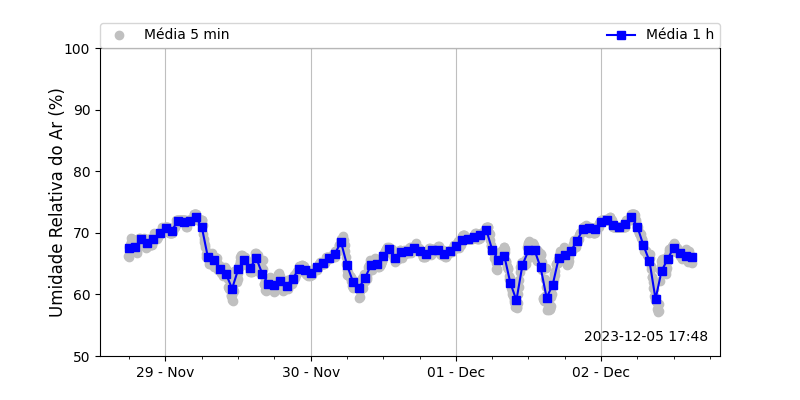 Média 5 min
Média 1 h
Umidade Relativa do Ar (%)
100
90
80
70
60
50
2023-12-05 17:48
29 - Nov
30 - Nov
01 - Dec
02 - Dec